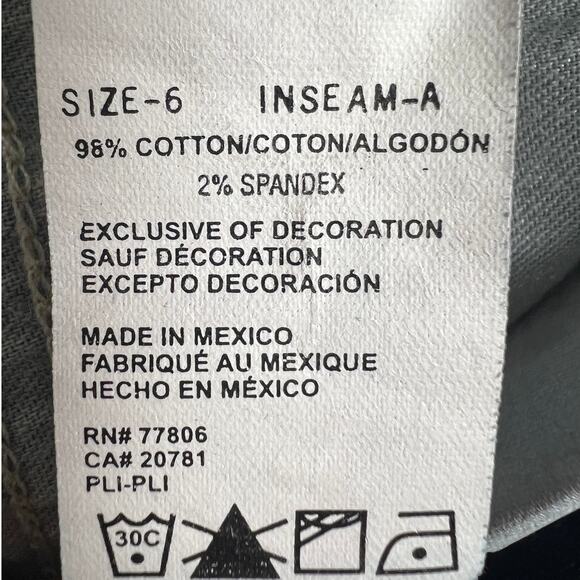 SIZE-6 INSEAM-A
98% COTTON/COTON/ALGODÓN
2% SPANDEX
EXCLUSIVE OF DECORATION
SAUF DÉCORATION
EXCEPTO DECORACIÓN
MADE IN MEXICO
FABRIQUÉ AU MEXIQUE
HECHO EN MÉXICO
RN# 77806
CA# 20781
PLI-PLI
30C